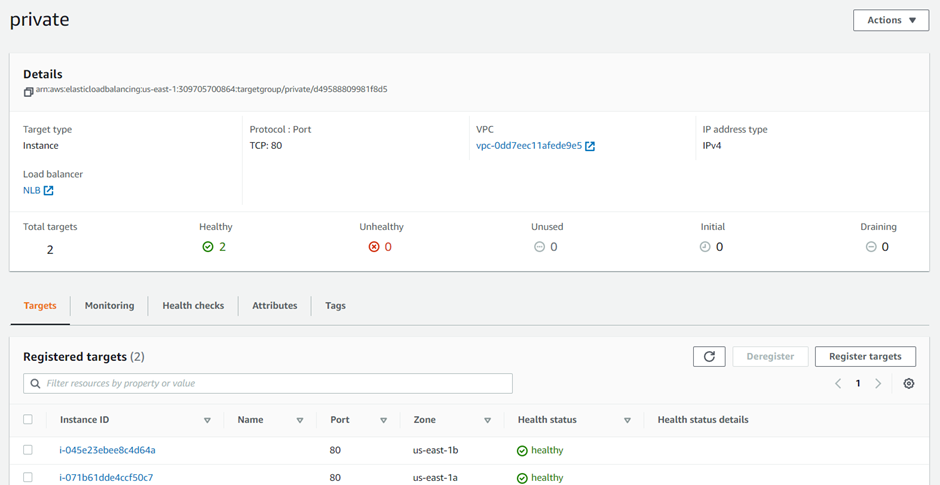 private
Actions
Details
arn:aws:elasticloadbalancing:us-east-1:309705700864:targetgroup/private/d49588809981f8d5
Target type
Protocol : Port
VPC
IP address type
Instance
TCP: 80
vpc-0dd7eec11afede9e5
IPv4
Load balancer
NLB
Total targets
Healthy
Unhealthy
Unused
Initial
Draining
2
2
0
0
0
0
Targets
Monitoring
Health checks
Attributes
Tags
Registered targets (2)
Deregister
Register targets
Filter resources by property or value
1
Instance ID
Name
Port
Zone
Health status
Health status details
i-045e23ebee8c4d64a
80
us-east-1b
healthy
i-071b61dde4ccf50c7
80
us-east-1a
healthy